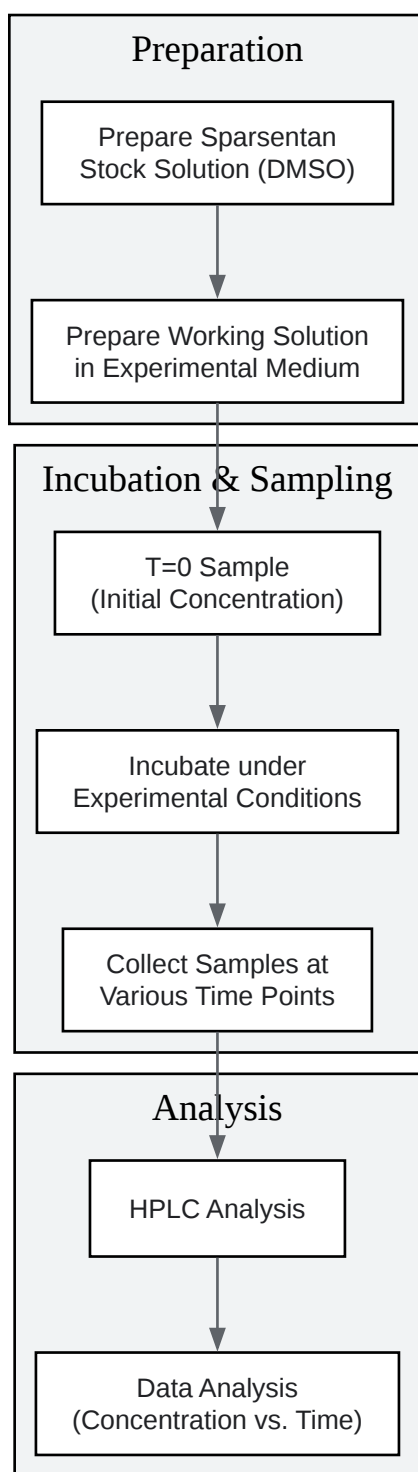 Preparation
Prepare Sparsentan
Stock Solution (DMSO)
Prepare Working Solution
in Experimental Medium
Incubation & Sampling
T=0 Sample
(Initial Concentration)
Incubate under
Experimental Conditions
Collect Samples at
Various Time Points
Analysis
HPLC Analysis
Data Analysis
(Concentration vs. Time)